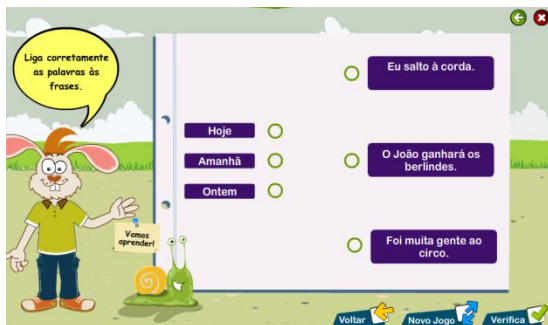 Liga corretamente
as palavras às
frases.
Eu salto à corda.
Hoje
Amanhã
Ontem
O João ganhará os
berlindes.
Foi muita gente ao
circo.
Vamos
aprender!
Voltar
Novo Jogo
Verifica